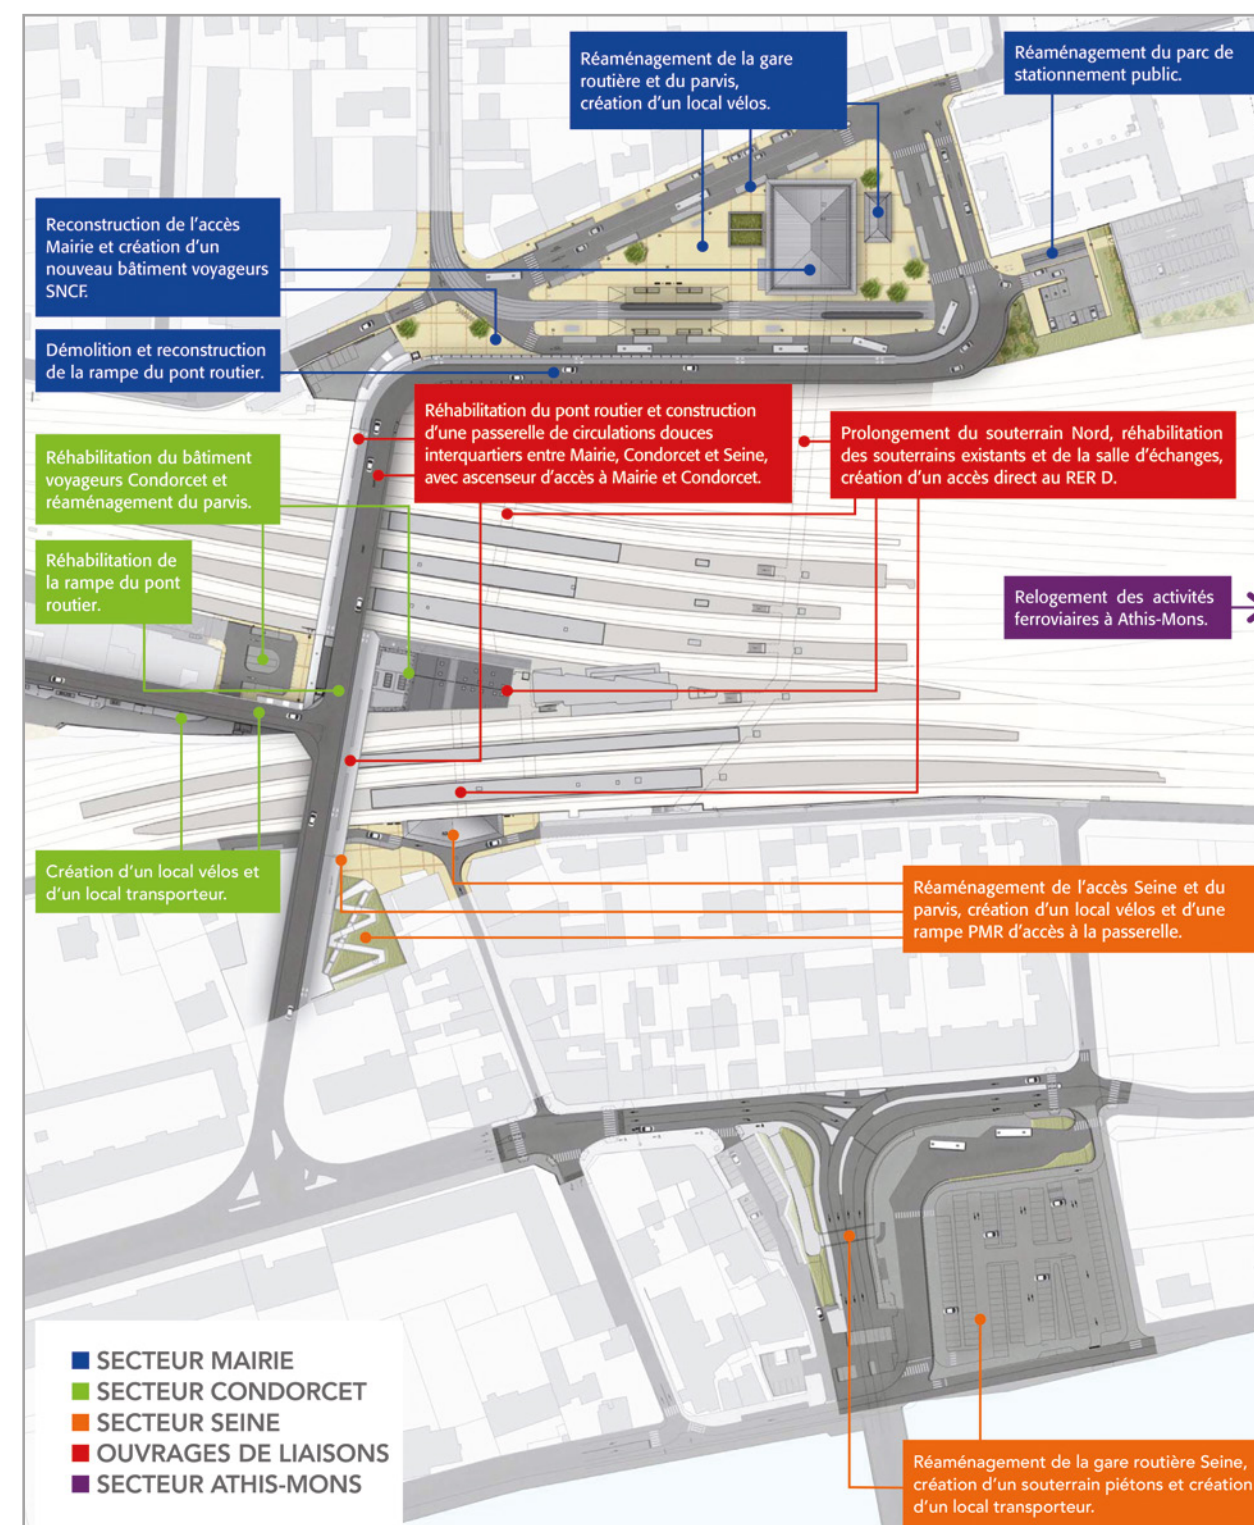 Réaménagement de la gare
routière et du parvis,
création d'un local vélos.
Réaménagement du parc de
stationnement public.
Reconstruction de l'accès
Mairie et création d'un
nouveau bâtiment voyageurs
SNCF.
Démolition et reconstruction
de la rampe du pont routier.
Réhabilitation du pont routier et construction
d'une passerelle de circulations douces
interquartiers entre Mairie, Condorcet et Seine,
avec ascenseur d'accès à Mairie et Condorcet.
Prolongement du souterrain Nord, réhabilitation
des souterrains existants et de la salle d'échanges,
création d'un accès direct au RER D.
Réhabilitation du bâtiment
voyageurs Condorcet et
réaménagement du parvis.
Réhabilitation de
la rampe du pont
routier.
Relogement des activités
ferroviaires à Athis-Mons.
Création d'un local vélos et
d'un local transporteur.
Réaménagement de l'accès Seine et du
parvis, création d'un local vélos et d'une
rampe PMR d'accès à la passerelle.
SECTEUR MAIRIE
SECTEUR CONDORCET
SECTEUR SEINE
OUVRAGES DE LIAISONS
SECTEUR ATHIS-MONS
Réaménagement de la gare routière Seine,
création d'un souterrain piétons et création
d'un local transporteur.